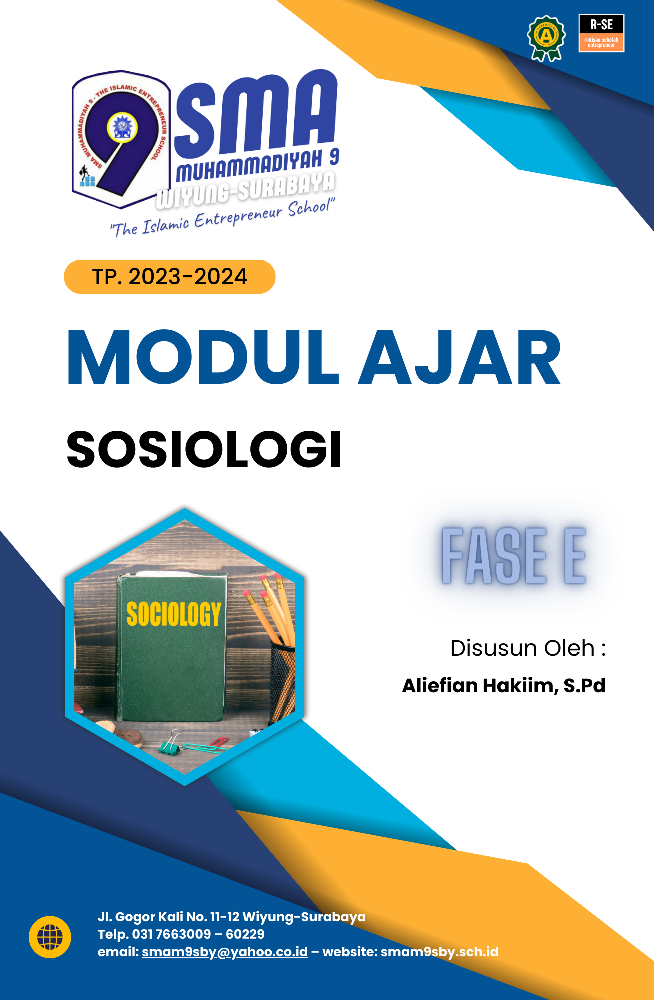 AKREDITASI
A
R-SE
rintisan sekolah
entrepreneur
SMA MUHAMMADIYAH 9 - THE ISLAMIC ENTREPRENEUR SCHOOL
9
SMA
MUHAMMADIYAH 9
WIYUNG-SURABAYA
"The Islamic Entrepreneur School"
TP. 2023-2024
MODUL AJAR
SOSIOLOGI
FASE E
SOCIOLOGY
Disusun Oleh :
Aliefian Hakiim, S.Pd
Jl. Gogor Kali No. 11-12 Wiyung-Surabaya
Telp. 031 7663009 – 60229
email: smam9sby@yahoo.co.id – website: smam9sby.sch.id